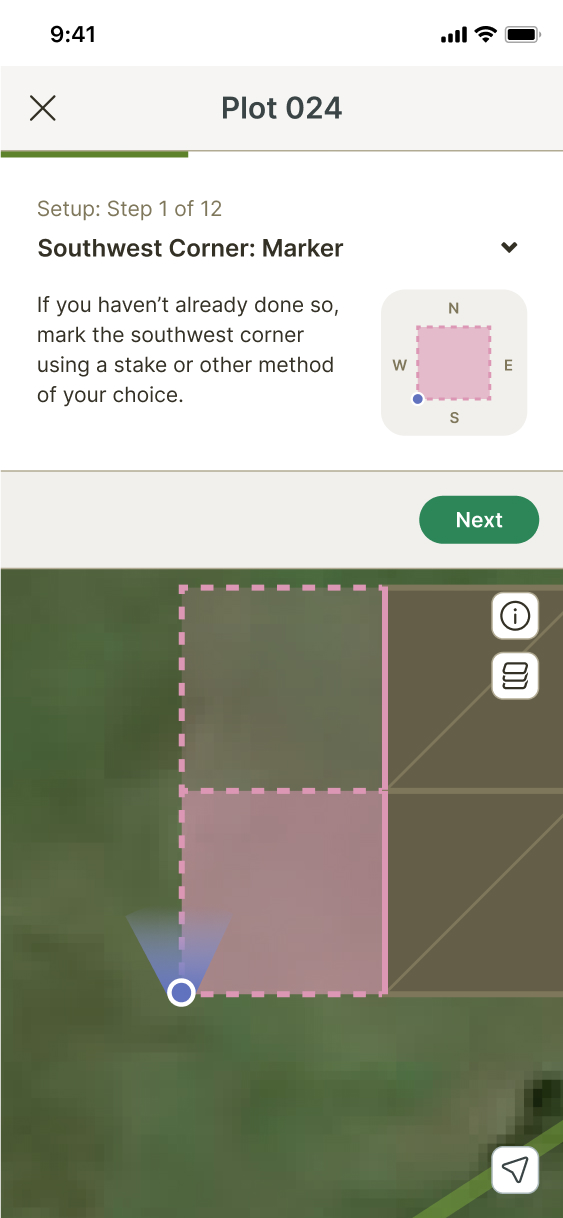 9:41
Plot 024
Setup: Step 1 of 12
Southwest Corner: Marker
If you haven’t already done so,
mark the southwest corner
using a stake or other method
of your choice.
N
W
E
S
Next